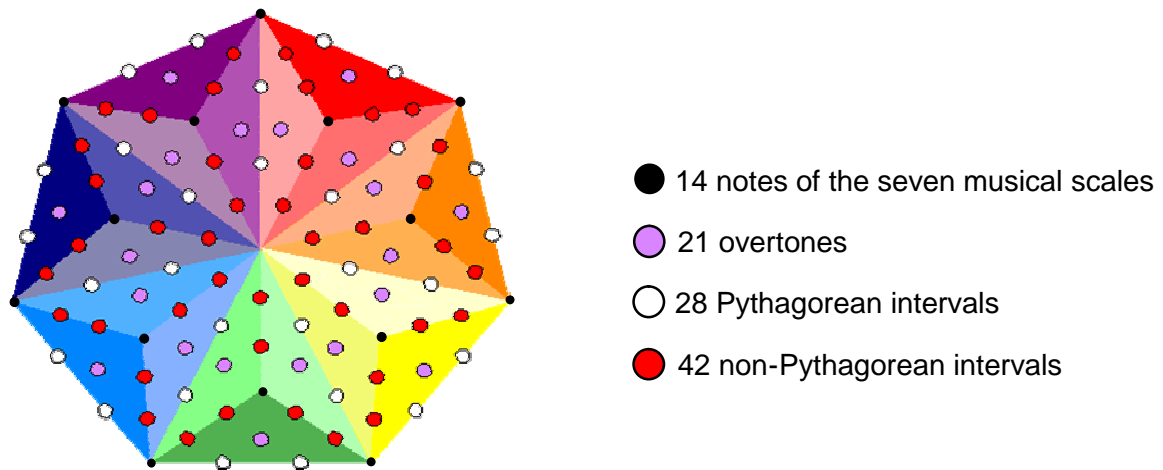 14 notes of the seven musical scales
21 overtones
28 Pythagorean intervals
42 non-Pythagorean intervals